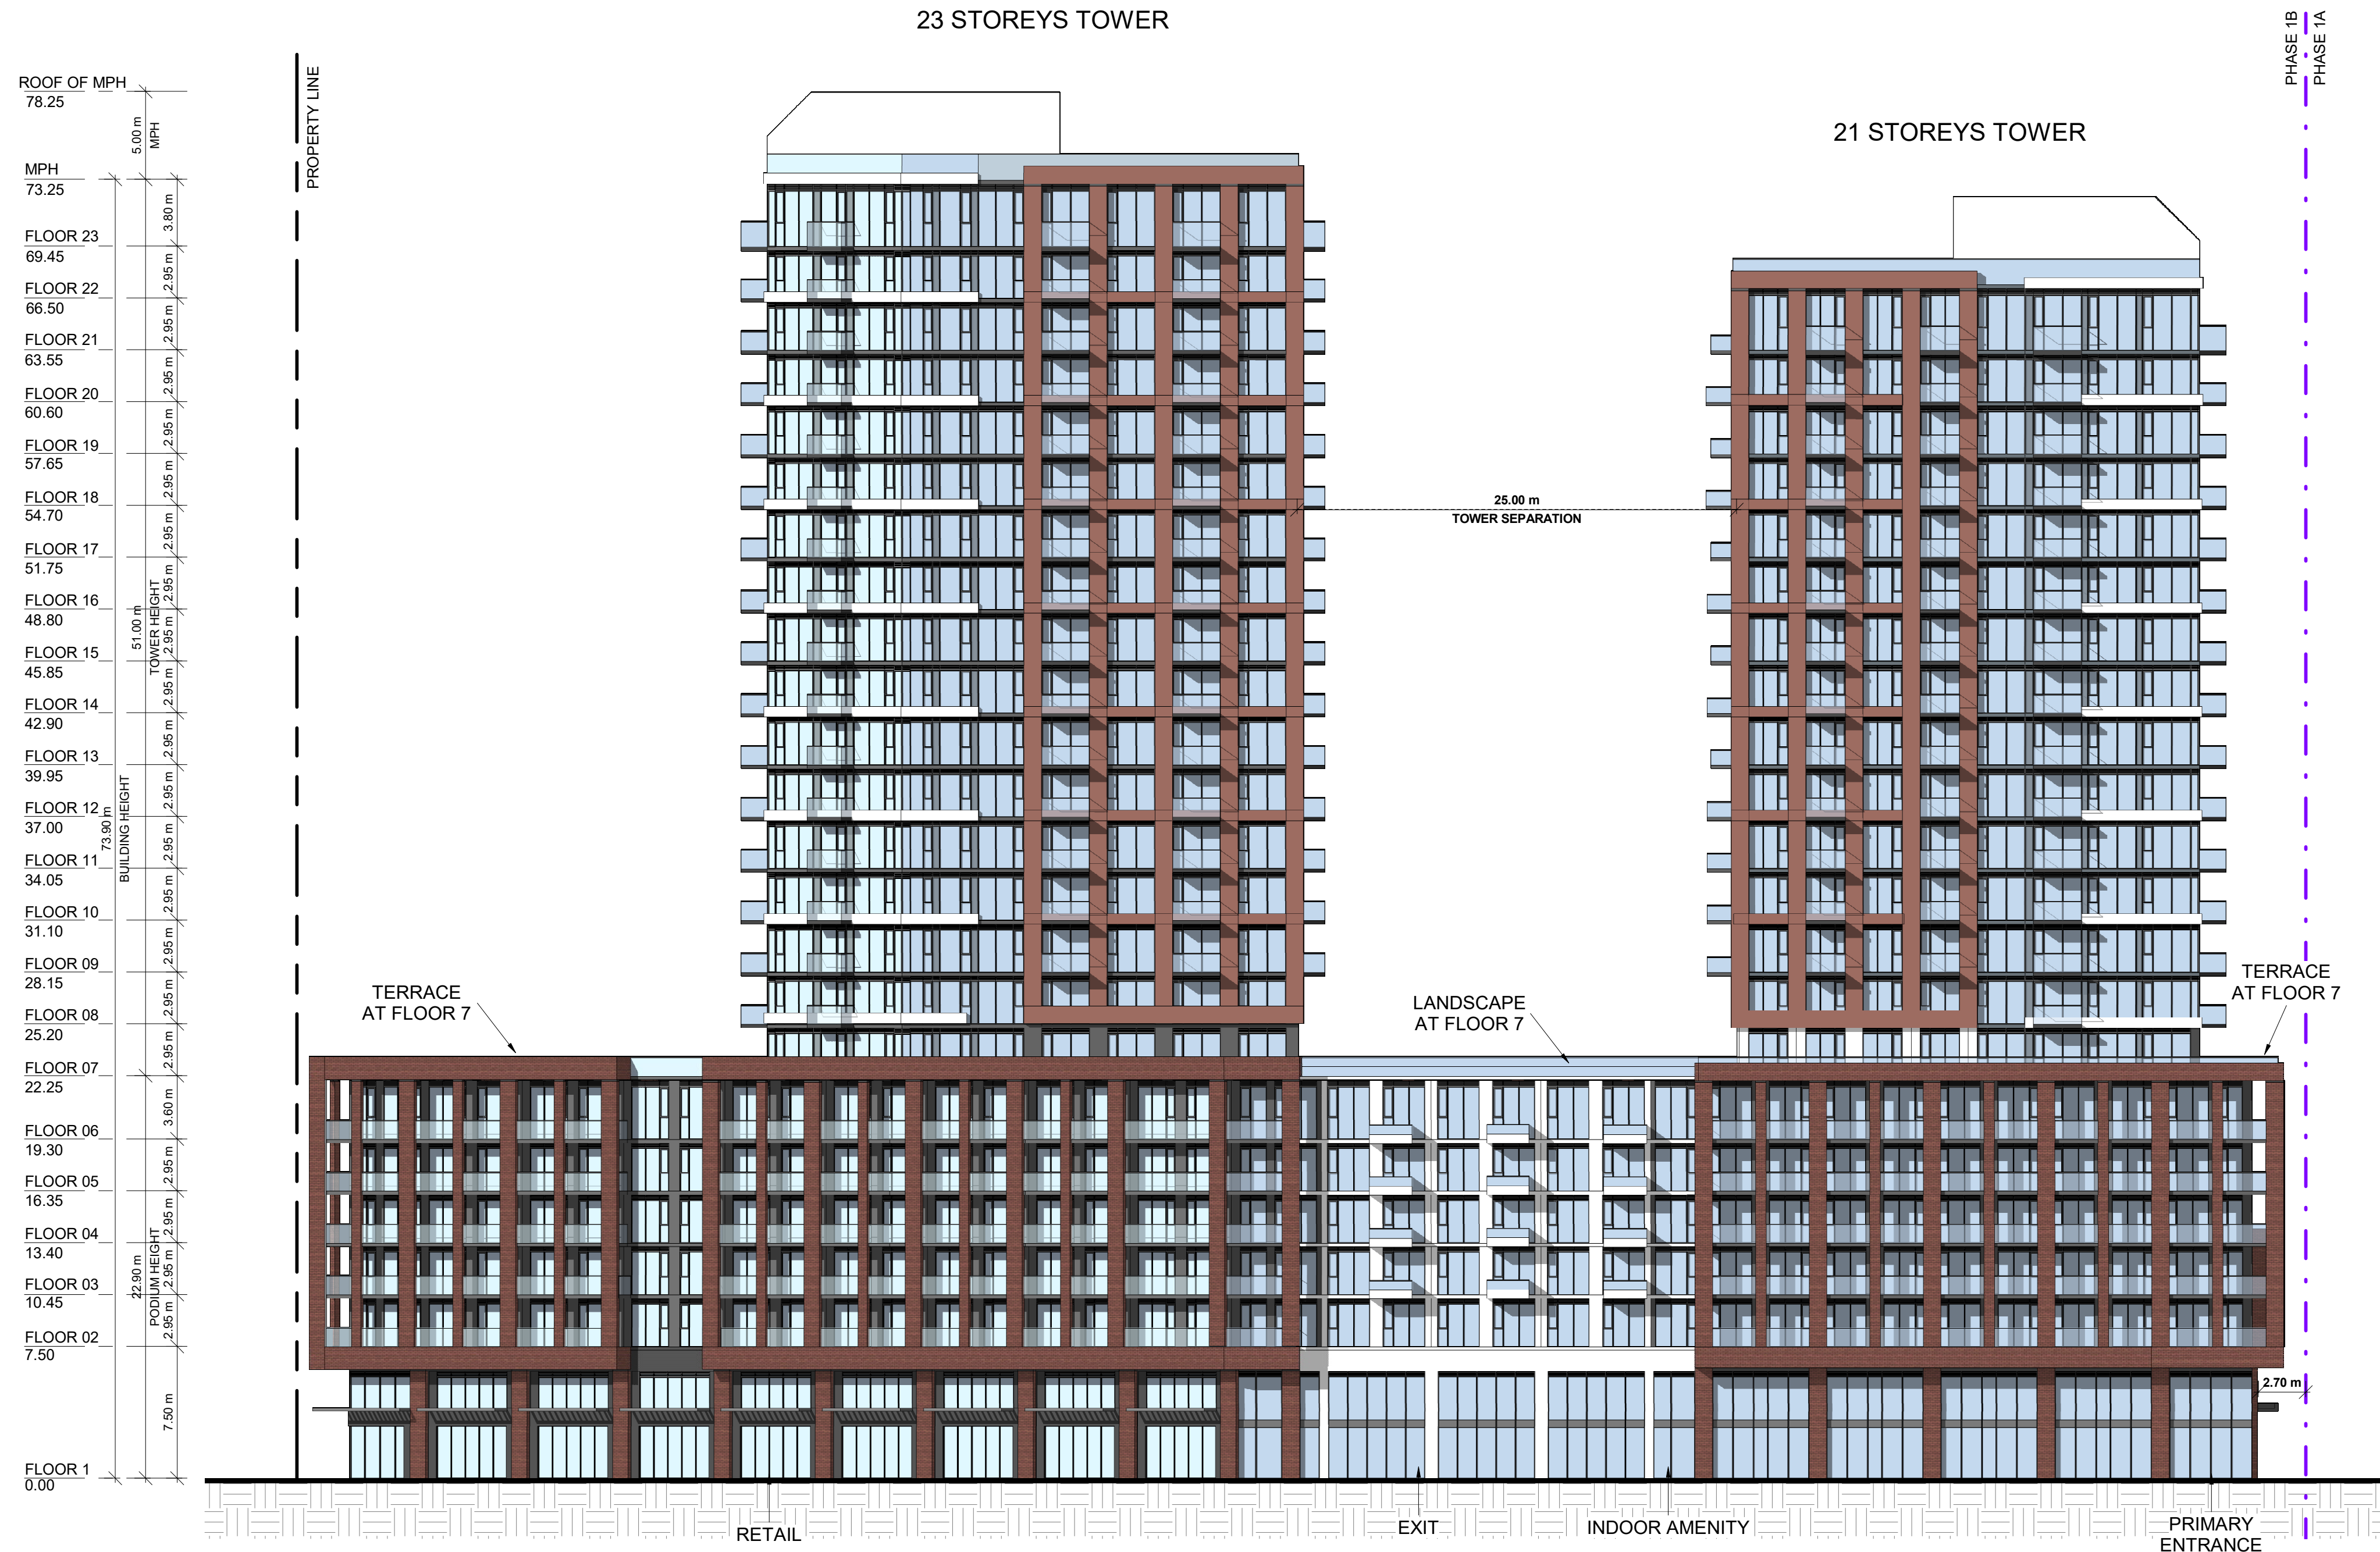 23 STOREYS TOWER
PHASE 1B
PHASE 1A
PROPERTY LINE
21 STOREYS TOWER
ROOF OF MPH
78.25
5.00 m
MPH
MPH
73.25
3.80 m
FLOOR 23
69.45
2.95 m
FLOOR 22
66.50
2.95 m
FLOOR 21
63.55
2.95 m
FLOOR 20
60.60
2.95 m
FLOOR 19
57.65
2.95 m
FLOOR 18
54.70
2.95 m
25.00 m
TOWER SEPARATION
FLOOR 17
51.75
2.95 m
FLOOR 16
48.80
51.00 m
TOWER HEIGHT
2.95 m
FLOOR 15
45.85
2.95 m
FLOOR 14
42.90
2.95 m
FLOOR 13
39.95
2.95 m
FLOOR 12
37.00
73.90 m
BUILDING HEIGHT
2.95 m
FLOOR 11
34.05
2.95 m
FLOOR 10
31.10
2.95 m
FLOOR 09
28.15
2.95 m
TERRACE
AT FLOOR 7
LANDSCAPE
AT FLOOR 7
TERRACE
AT FLOOR 7
FLOOR 08
25.20
2.95 m
FLOOR 07
22.25
3.60 m
FLOOR 06
19.30
2.95 m
FLOOR 05
16.35
2.95 m
FLOOR 04
13.40
22.90 m
PODIUM HEIGHT
2.95 m
FLOOR 03
10.45
2.95 m
FLOOR 02
7.50
7.50 m
2.70 m
FLOOR 1
0.00
RETAIL
EXIT
INDOOR AMENITY
PRIMARY
ENTRANCE